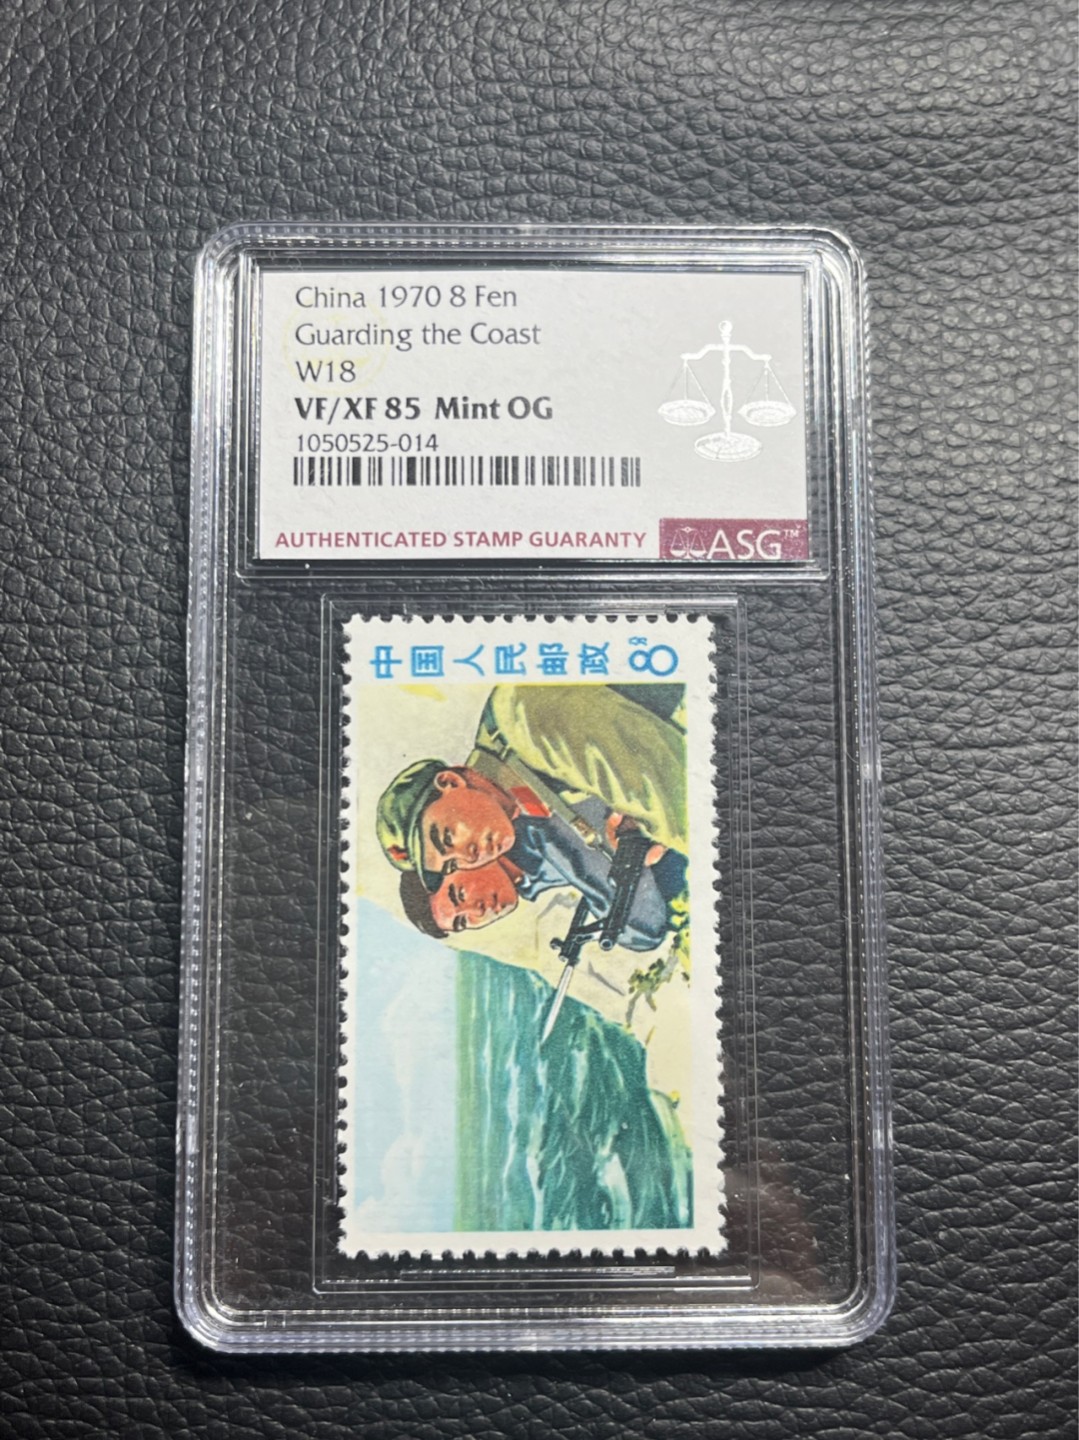 China 1970 8 Fen
Guarding the Coast
W18
VF/XF 85 Mint OG
1050525-014
AUTHENTICATED STAMP GUARANTY
ASG™
中国人民邮政 8分